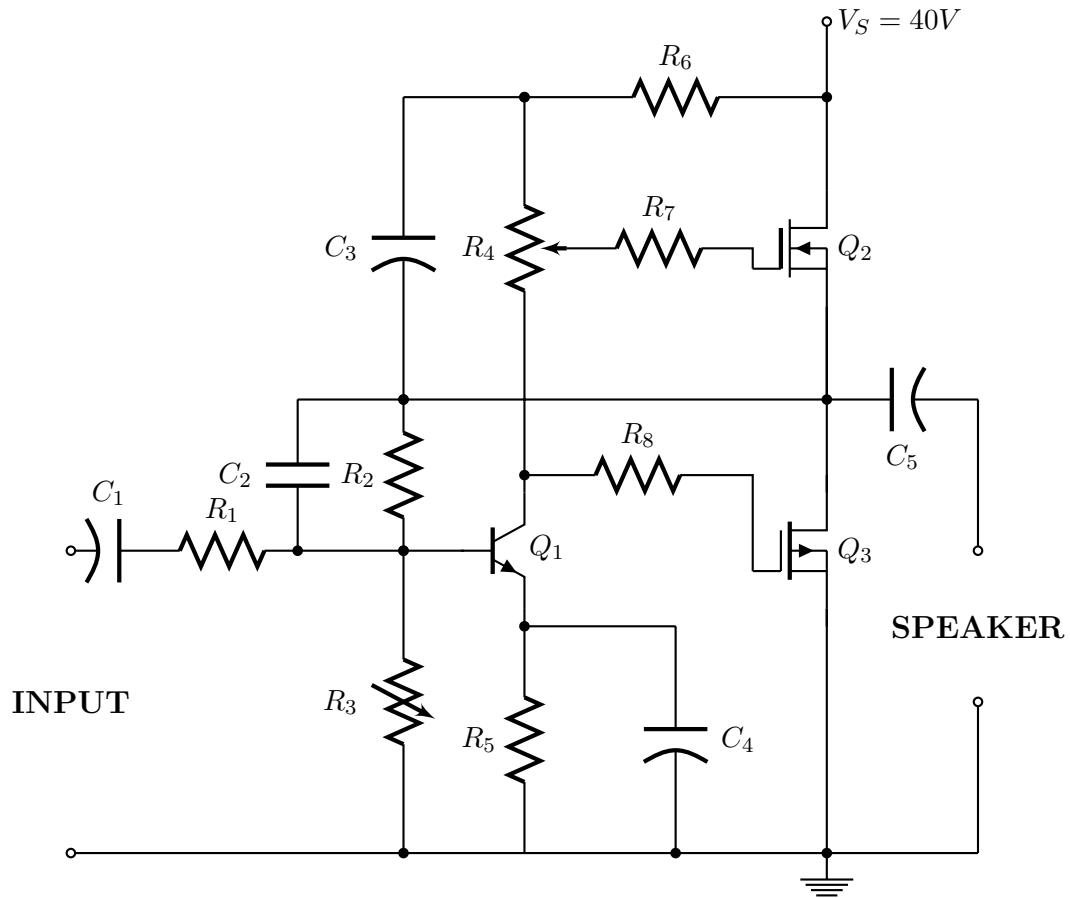 V_S = 40V
R_6
R_7
C_3
R_4
Q_2
R_8
C_5
C_2
R_2
C_1
R_1
Q_1
Q_3
SPEAKER
INPUT
R_3
R_5
C_4